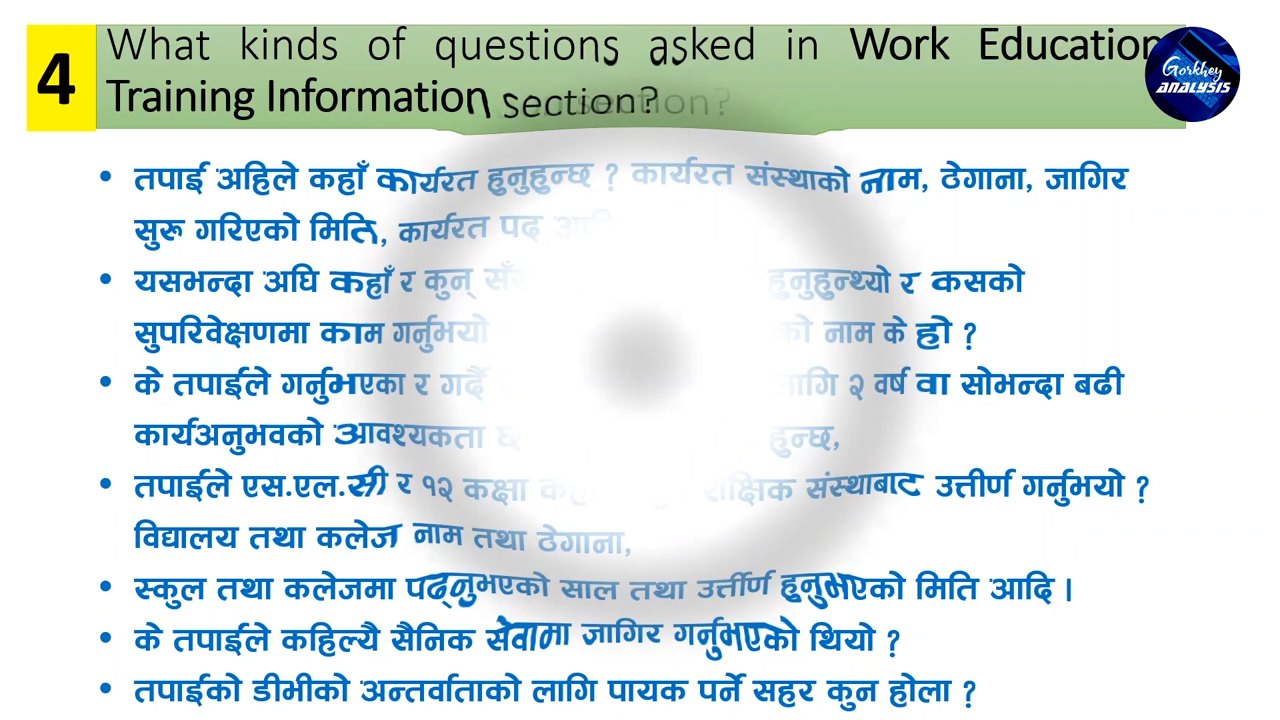 4
What kinds of questions asked in Work Education
Training Information section?
Gorkhey
ANALYSIS
• तपाई अहिले कहाँ कार्यरत हुनुहुन्छ ? कार्यरत संस्थाको नाम, ठेगाना, जागिर
सुरू गरिएको मिति, कार्यरत पद
• यसभन्दा अघि कहाँ र कुन् हुनुहुन्थ्यो र कसको
सुपरिवेक्षणमा काम गर्नुभयो नाम के हो ?
• के तपाईले गर्नुभएका र गर्दै २ वर्ष वा सोभन्दा बढी
कार्यअनुभवको आवश्यकता हुन्छ,
• तपाईले एस.एल.सी र १२ कक्षा संस्थाबाट उत्तीर्ण गर्नुभयो ?
विद्यालय तथा कलेज नाम तथा ठेगाना,
• स्कुल तथा कलेजमा पढ्नुभएको साल तथा उर्त्तीर्ण हुनुभएको मिति आदि ।
• के तपाईले कहिल्यै सैनिक सेवामा जागिर गर्नुभएको थियो ?
• तपाईको डीभीको अन्तर्वाताको लागि पायक पर्ने सहर कुन होला ?